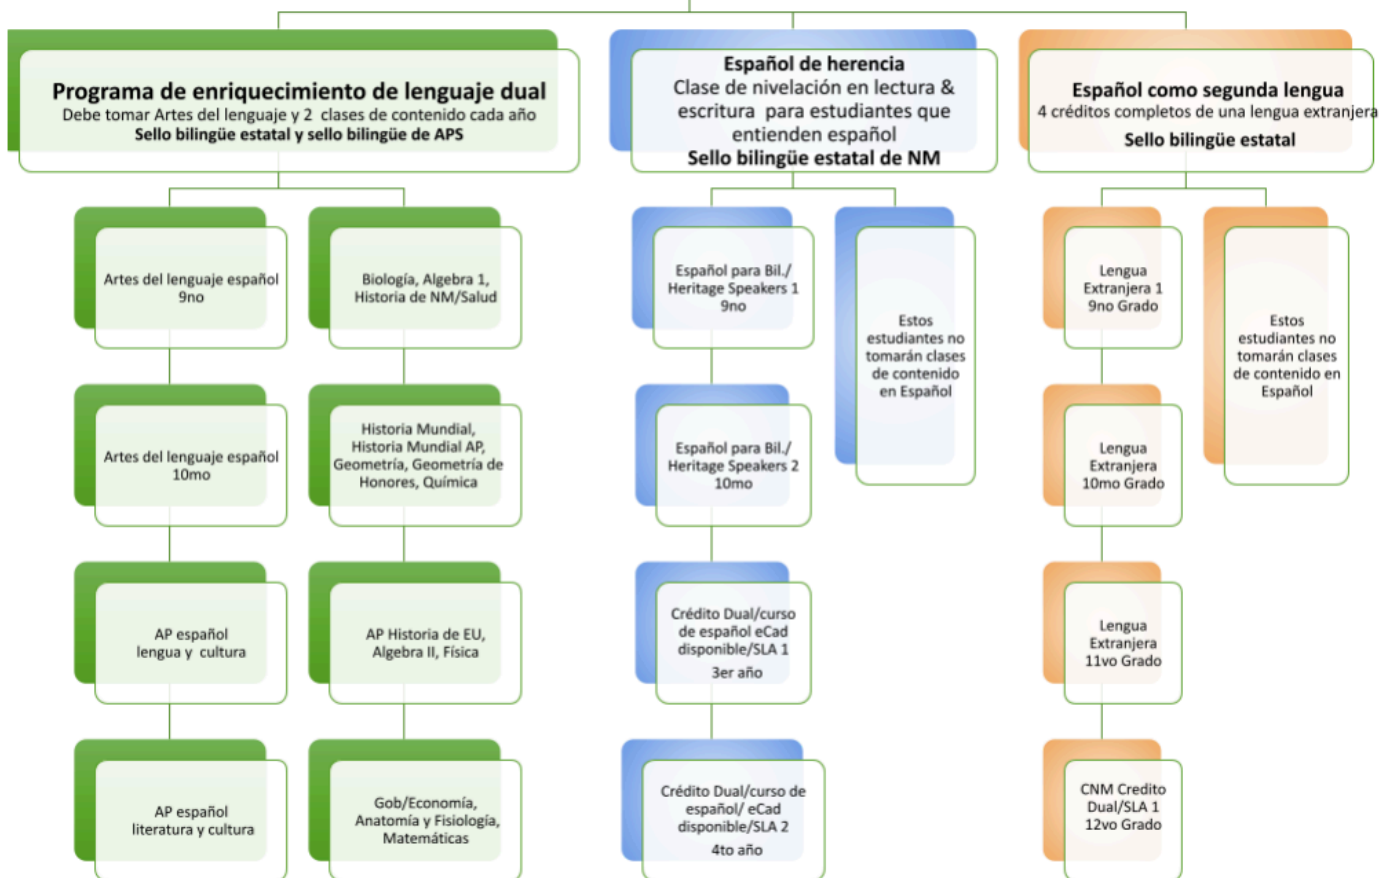 Programa de enriquecimiento de lenguaje dual
Debe tomar Artes del lenguaje y 2 clases de contenido cada año
Sello bilingüe estatal y sello bilingüe de APS
Español de herencia
Clase de nivelación en lectura &
escritura para estudiantes que
entienden español
Sello bilingüe estatal de NM
Español como segunda lengua
4 créditos completos de una lengua extranjera
Sello bilingüe estatal
Artes del lenguaje español
9no
Biología, Algebra 1,
Historia de NM/Salud
Español para Bil./
Heritage Speakers 1
9no
Estos
estudiantes no
tomarán clases
de contenido
en Español
Lengua
Extranjera 1
9no Grado
Estos
estudiantes no
tomarán clases
de contenido en
Español
Artes del lenguaje español
10mo
Historia Mundial,
Historia Mundial AP,
Geometría, Geometría de
Honores, Química
Español para Bil./
Heritage Speakers 2
10mo
Lengua
Extranjera
10mo Grado
AP español
lengua y cultura
AP Historia de EU,
Algebra II, Física
Crédito Dual/curso
de español eCad
disponible/SLA 1
3er año
Lengua
Extranjera
11vo Grado
AP español
literatura y cultura
Gob/Economía,
Anatomía y Fisiología,
Matemáticas
Crédito Dual/curso de
español/ eCad
disponible/SLA 2
4to año
CNM Credito
Dual/SLA 1
12vo Grado